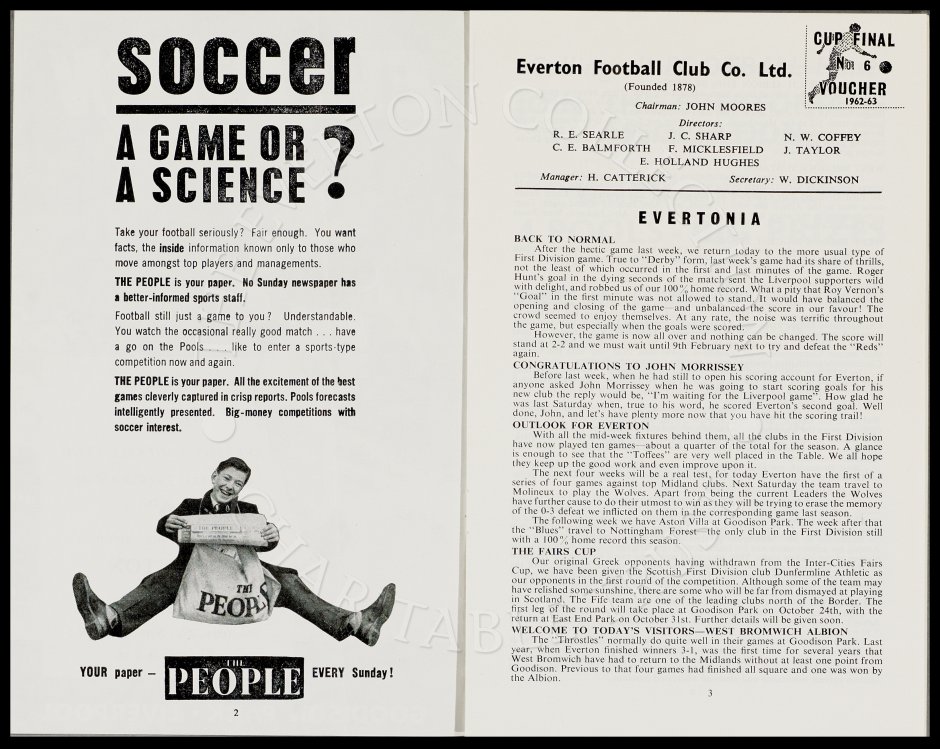 soccer
A GAME OR
A SCIENCE ?
Take your football seriously? Fair enough. You want
facts, the inside information known only to those who
move amongst top players and managements.
THE PEOPLE is your paper. No Sunday newspaper has
a better-informed sports staff.
Football still just a game to you? Understandable.
You watch the occasional really good match . . . have
a go on the Pools . . . like to enter a sports-type
competition now and again.
THE PEOPLE is your paper. All the excitement of the best
games cleverly captured in crisp reports. Pools forecasts
intelligently presented. Big-money competitions with
soccer interest.
THE PEOPLE
THE
PEOPLE
YOUR paper — THE PEOPLE EVERY Sunday!
2
CUP FINAL
No 6
VOUCHER
1962-63
Everton Football Club Co. Ltd.
(Founded 1878)
Chairman: JOHN MOORES
Directors:
R. E. SEARLE J. C. SHARP N. W. COFFEY
C. E. BALMFORTH F. MICKLESFIELD J. TAYLOR
E. HOLLAND HUGHES
Manager: H. CATTERICK Secretary: W. DICKINSON
EVERTONIA
BACK TO NORMAL
After the hectic game last week, we return today to the more usual type of
First Division game. True to "Derby" form, last week's game had its share of thrills,
not the least of which occurred in the first and last minutes of the game. Roger
Hunt's goal in the dying seconds of the match sent the Liverpool supporters wild
with delight, and robbed us of our 100% home record. What a pity that Roy Vernon's
"Goal" in the first minute was not allowed to stand. It would have balanced the
opening and closing of the game—and unbalanced the score in our favour! The
crowd seemed to enjoy themselves. At any rate, the noise was terrific throughout
the game, but especially when the goals were scored.
However, the game is now all over and nothing can be changed. The score will
stand at 2-2 and we must wait until 9th February next to try and defeat the "Reds"
again.
CONGRATULATIONS TO JOHN MORRISSEY
Before last week, when he had still to open his scoring account for Everton, if
anyone asked John Morrissey when he was going to start scoring goals for his
new club the reply would be, "I'm waiting for the Liverpool game". How glad he
was last Saturday when, true to his word, he scored Everton's second goal. Well
done, John, and let's have plenty more now that you have hit the scoring trail!
OUTLOOK FOR EVERTON
With all the mid-week fixtures behind them, all the clubs in the First Division
have now played ten games—about a quarter of the total for the season. A glance
is enough to see that the "Toffees" are very well placed in the Table. We all hope
they keep up the good work and even improve upon it.
The next four weeks will be a real test, for today Everton have the first of a
series of four games against top Midland clubs. Next Saturday the team travel to
Molineux to play the Wolves. Apart from being the current Leaders the Wolves
have further cause to do their utmost to win as they will be trying to erase the memory
of the 0-3 defeat we inflicted on them in the corresponding game last season.
The following week we have Aston Villa at Goodison Park. The week after that
the "Blues" travel to Nottingham Forest—the only club in the First Division still
with a 100% home record this season.
THE FAIRS CUP
Our original Greek opponents having withdrawn from the Inter-Cities Fairs
Cup, we have been given the Scottish First Division club Dunfermline Athletic as
our opponents in the first round of the competition. Although some of the team may
have relished some sunshine, there are some who will be far from dismayed at playing
in Scotland. The Fife team are one of the leading clubs north of the Border. The
first leg of the round will take place at Goodison Park on October 24th, with the
return at East End Park on October 31st. Further details will be given soon.
WELCOME TO TODAY'S VISITORS—WEST BROMWICH ALBION
The "Throstles" normally do quite well in their games at Goodison Park. Last
year, when Everton finished winners 3-1, was the first time for several years that
West Bromwich have had to return to the Midlands without at least one point from
Goodison. Previous to that four games had finished all square and one was won by
the Albion.
3
EVERTON COLLECTION
CHARITABLE